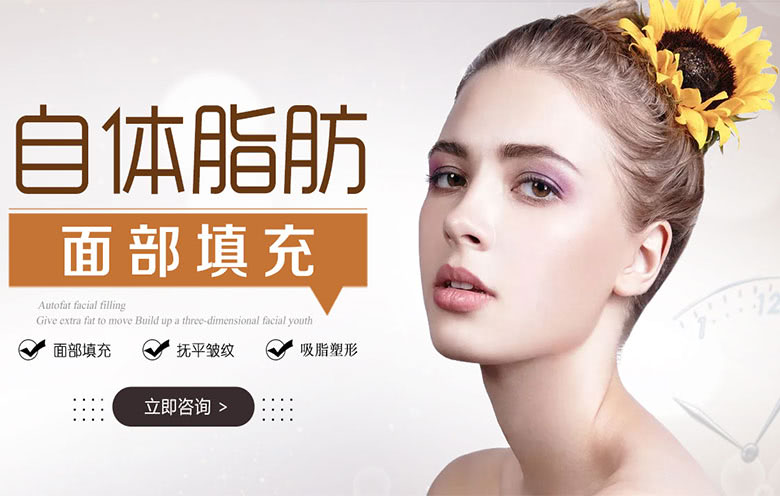 自体脂肪
面部填充
Autofat facial filling
Give extra fat to move Build up a three-dimensional facial youth
面部填充 抚平皱纹 吸脂塑形
立即咨询 >
12